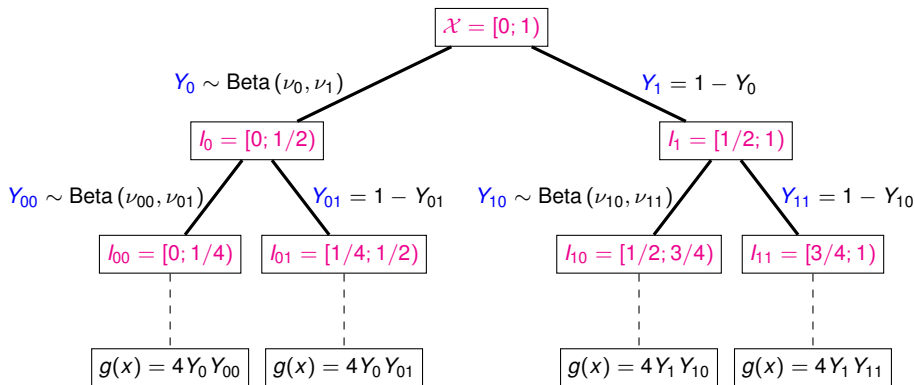 𝒳 = [0; 1)
Y₀ ∼ Beta (ν₀, ν₁)
Y₁ = 1 − Y₀
I₀ = [0; 1/2)
I₁ = [1/2; 1)
Y₀₀ ∼ Beta (ν₀₀, ν₀₁)
Y₀₁ = 1 − Y₀₁
Y₁₀ ∼ Beta (ν₁₀, ν₁₁)
Y₁₁ = 1 − Y₁₀
I₀₀ = [0; 1/4)
I₀₁ = [1/4; 1/2)
I₁₀ = [1/2; 3/4)
I₁₁ = [3/4; 1)
g(x) = 4Y₀Y₀₀
g(x) = 4Y₀Y₀₁
g(x) = 4Y₁Y₁₀
g(x) = 4Y₁Y₁₁